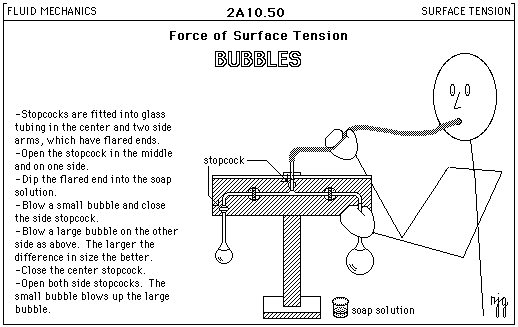 FLUID MECHANICS
2A10.50
SURFACE TENSION
Force of Surface Tension
BUBBLES
-Stopcocks are fitted into glass
tubing in the center and two side
arms, which have flared ends.
-Open the stopcock in the middle
and on one side.
-Dip the flared end into the soap
solution.
-Blow a small bubble and close
the side stopcock.
-Blow a large bubble on the other
side as above. The larger the
difference in size the better.
-Close the center stopcock.
-Open both side stopcocks. The
small bubble blows up the large
bubble.
stopcock
soap solution
njg